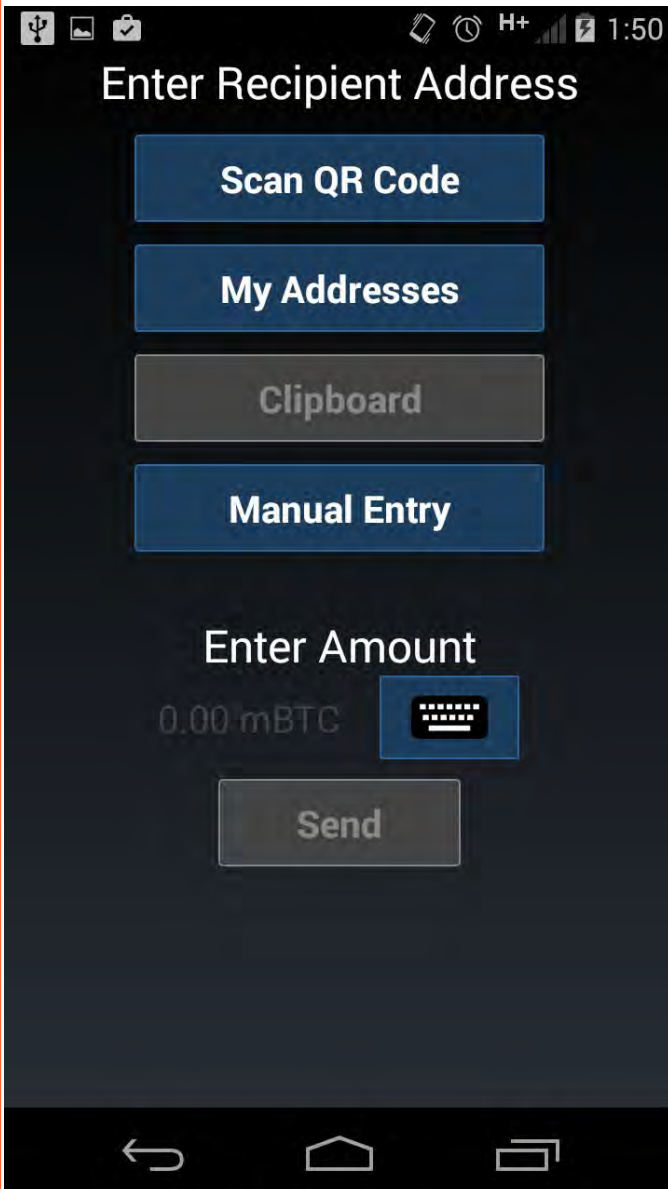 H+ 1:50
Enter Recipient Address
Scan QR Code
My Addresses
Clipboard
Manual Entry
Enter Amount
0.00 mBTC
Send